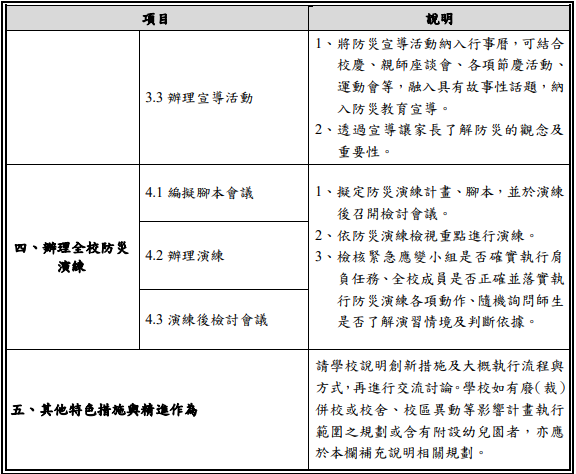 項目
說明
3.3 辦理宣導活動
1、將防災宣導活動納入行事曆，可結合
校慶、親師座談會、各項節慶活動、
運動會等，融入具有故事性話題，納
入防災教育宣導。
2、透過宣導讓家長了解防災的觀念及
重要性。
四、辦理全校防災
演練
4.1 編擬腳本會議
4.2 辦理演練
4.3 演練後檢討會議
1、擬定防災演練計畫、腳本，並於演練
後召開檢討會議。
2、依防災演練檢視重點進行演練。
3、檢核緊急應變小組是否確實執行肩
負任務、全校成員是否正確並落實執
行防災演練各項動作、隨機詢問師生
是否了解演習情境及判斷依據。
五、其他特色措施與精進作為
請學校說明創新措施及大概執行流程與
方式，再進行交流討論。學校如有廢（裁）
併校或校舍、校區異動等影響計畫執行
範圍之規劃或含有附設幼兒園者，亦應
於本欄補充說明相關規劃。